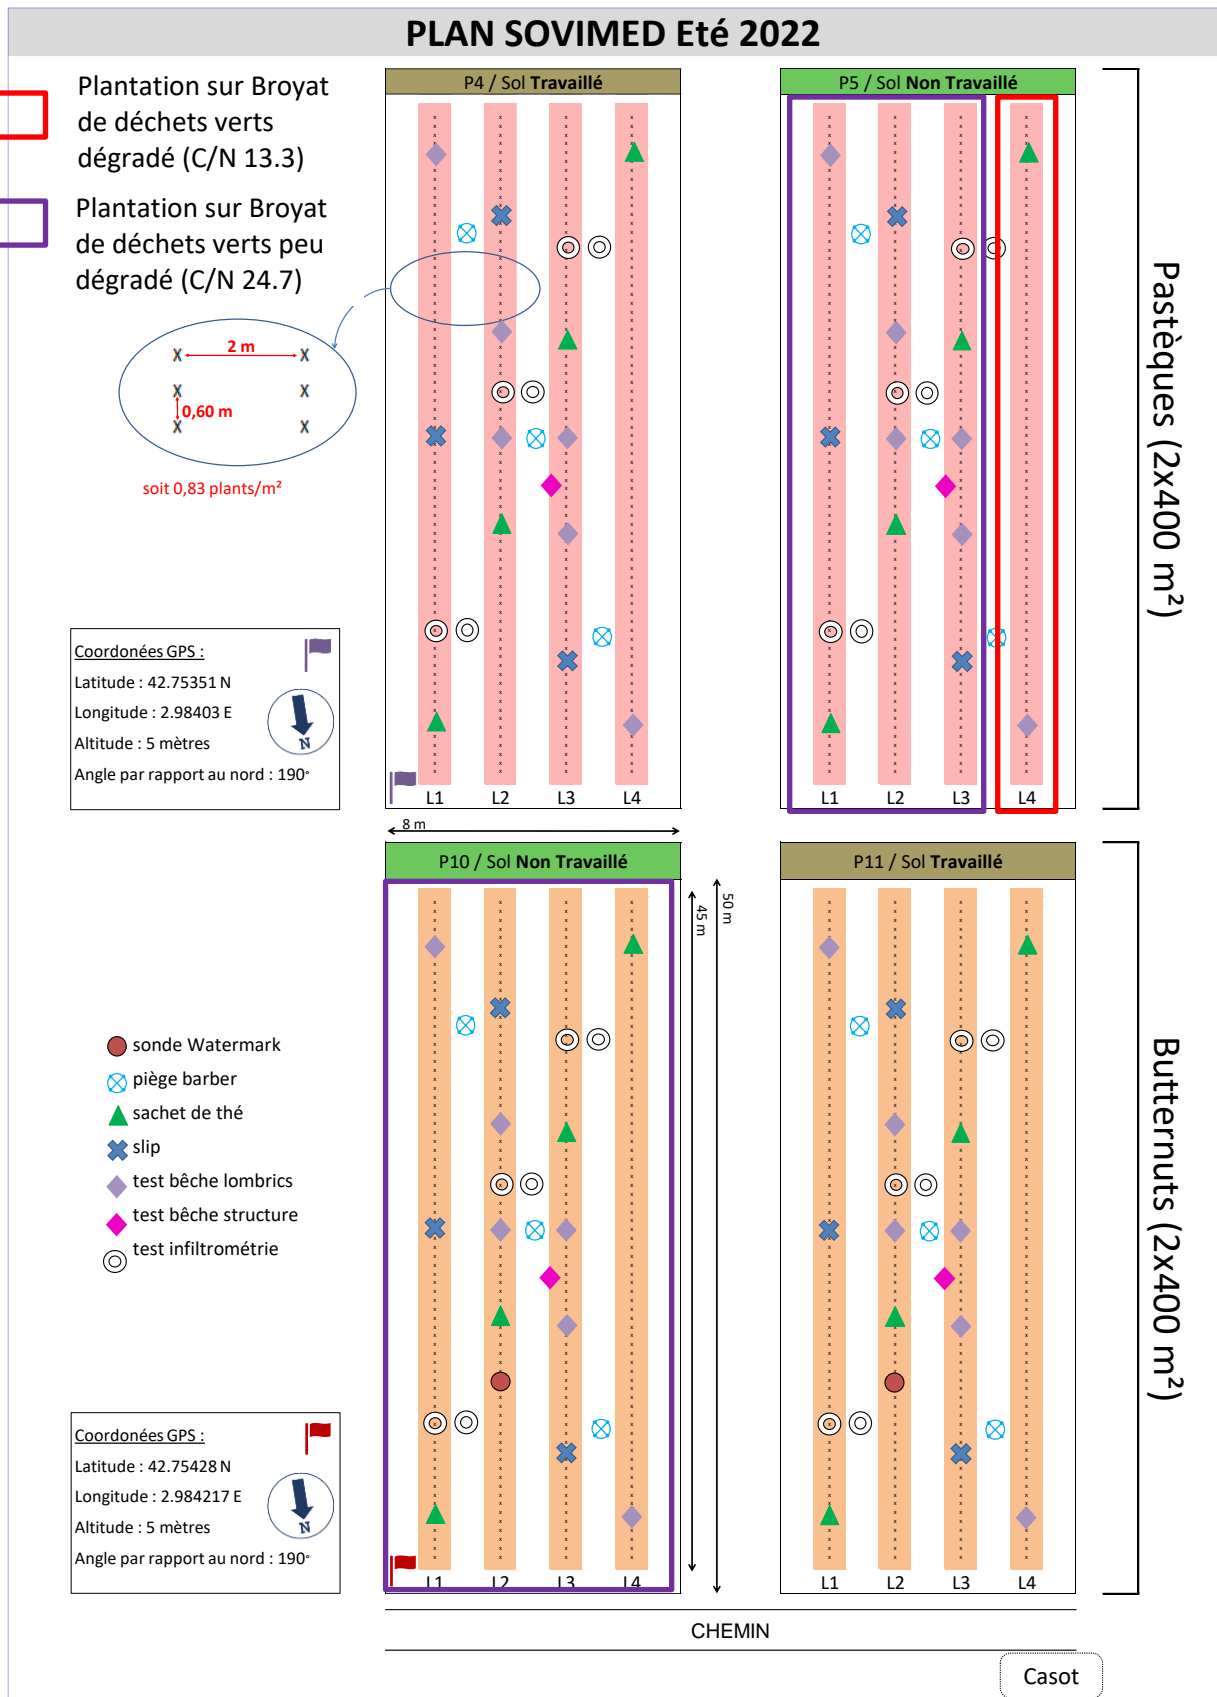 PLAN SOVIMED Eté 2022
Plantation sur Broyat
de déchets verts
dégradé (C/N 13.3)
Plantation sur Broyat
de déchets verts peu
dégradé (C/N 24.7)
2 m
0,60 m
soit 0,83 plants/m²
P4 / Sol Travaillé
P5 / Sol Non Travaillé
L1 L2 L3 L4
L1 L2 L3 L4
Pastèques (2x400 m²)
Coordonées GPS :
Latitude : 42.75351 N
Longitude : 2.98403 E
Altitude : 5 mètres
Angle par rapport au nord : 190°
N
8 m
P10 / Sol Non Travaillé
P11 / Sol Travaillé
45 m
50 m
sonde Watermark
piège barber
sachet de thé
slip
test bêche lombrics
test bêche structure
test infiltrométrie
Butternuts (2x400 m²)
Coordonées GPS :
Latitude : 42.75428 N
Longitude : 2.984217 E
Altitude : 5 mètres
Angle par rapport au nord : 190°
N
L1 L2 L3 L4
L1 L2 L3 L4
CHEMIN
Casot